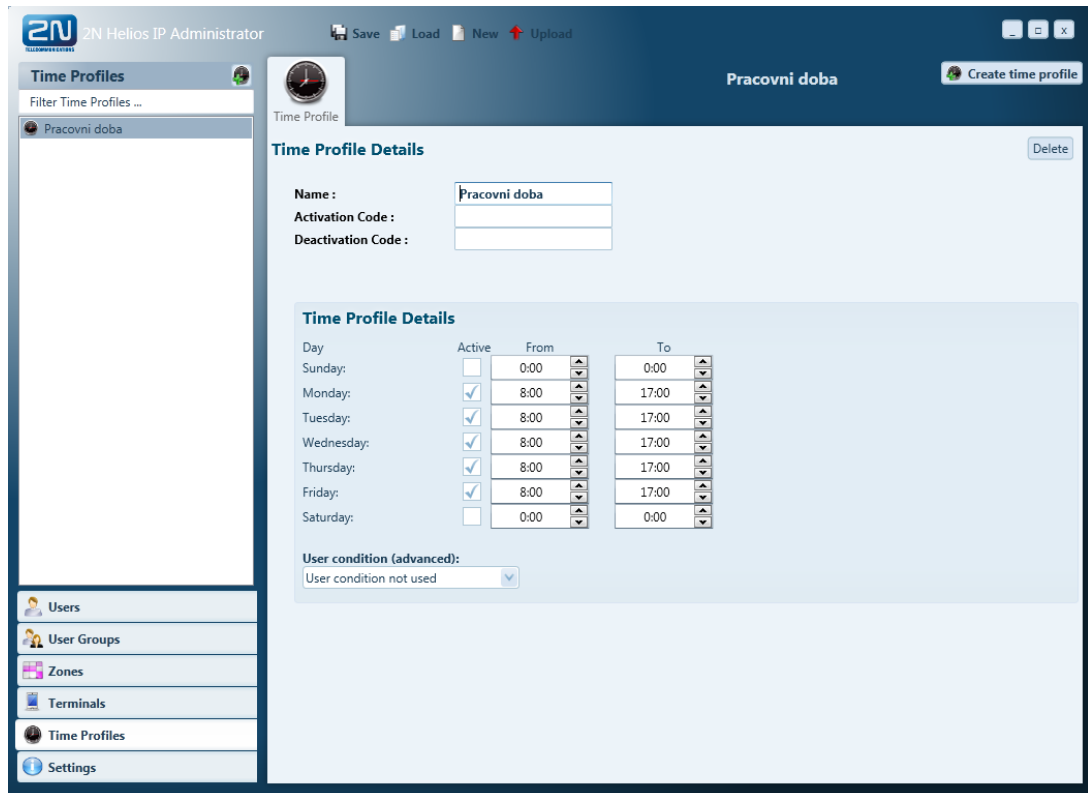 2N 2N Helios IP Administrator Save Load New Upload _ □ x
TELECOMMUNICATIONS
Time Profiles
Filter Time Profiles ...
Pracovni doba
Time Profile
Pracovni doba
Create time profile
Time Profile Details
Delete
Name : Pracovni doba
Activation Code :
Deactivation Code :
Time Profile Details
Day Active From To
Sunday: 0:00 0:00
Monday: 8:00 17:00
Tuesday: 8:00 17:00
Wednesday: 8:00 17:00
Thursday: 8:00 17:00
Friday: 8:00 17:00
Saturday: 0:00 0:00
User condition (advanced):
User condition not used
Users
User Groups
Zones
Terminals
Time Profiles
Settings